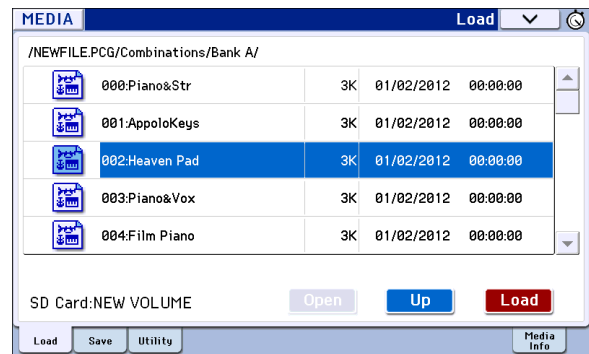 MEDIA Load
/NEWFILE.PCG/Combinations/Bank A/
000:Piano&Str 3K 01/02/2012 00:00:00
001:AppoloKeys 3K 01/02/2012 00:00:00
002:Heaven Pad 3K 01/02/2012 00:00:00
003:Piano&Vox 3K 01/02/2012 00:00:00
004:Film Piano 3K 01/02/2012 00:00:00
SD Card:NEW VOLUME Open Up Load
Load Save Utility Media Info